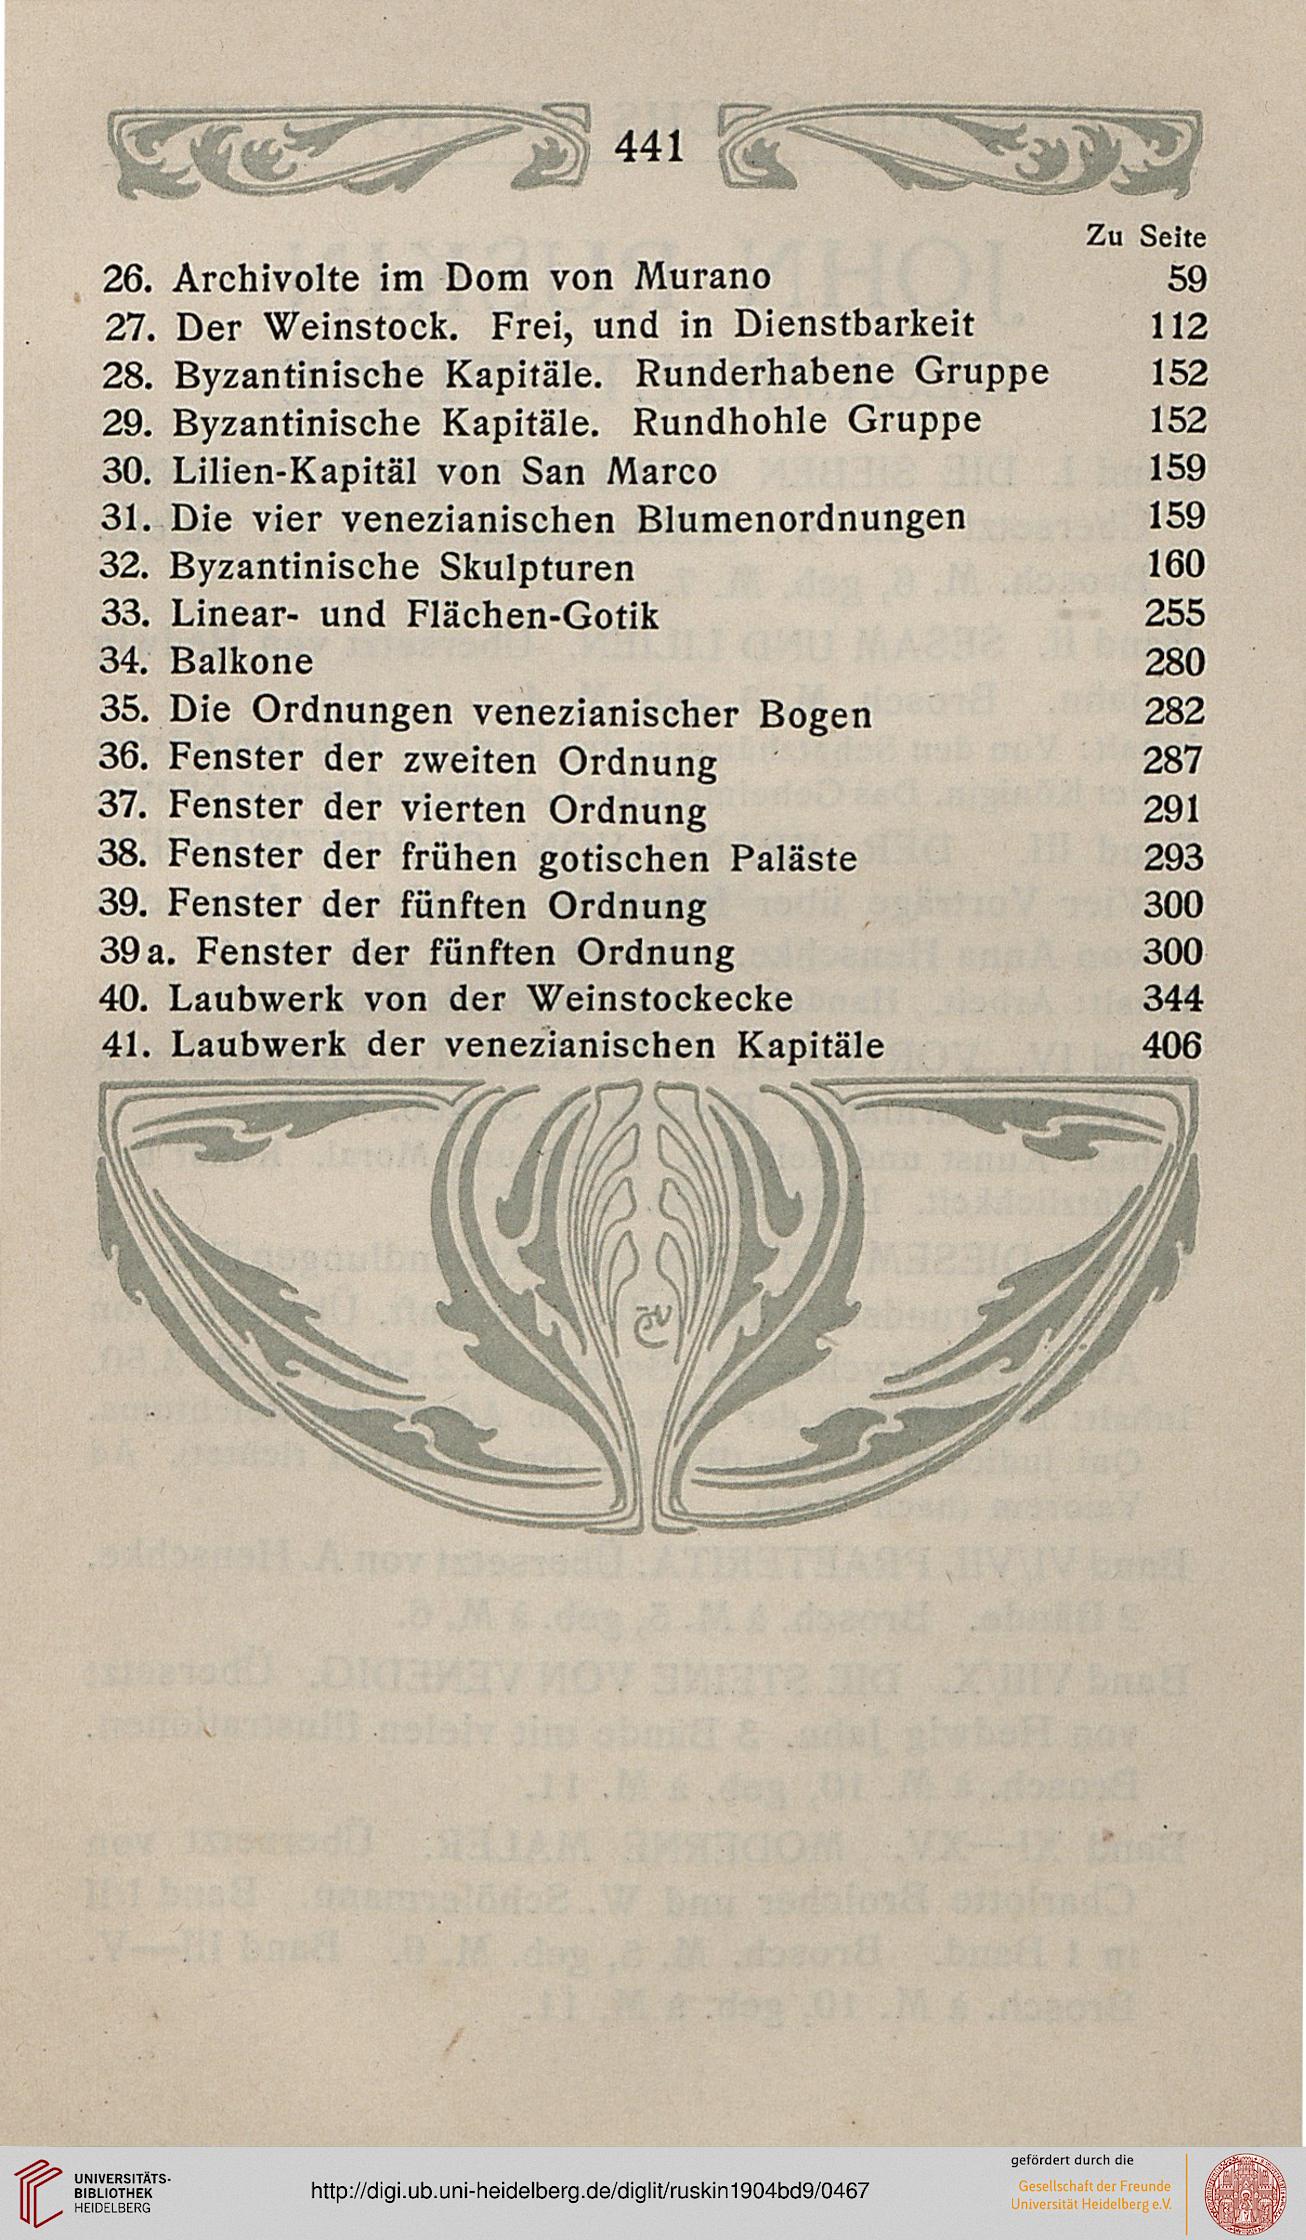 441
Zu Seite
26. Archivolte im Dom von Murano 59
27. Der Weinstock. Frei, und in Dienstbarkeit 112
28. Byzantinische Kapitäle. Runderhabene Gruppe 152
29. Byzantinische Kapitäle. Rundhohle Gruppe 152
30. Lilien-Kapitäl von San Marco 159
31. Die vier venezianischen Blumenordnungen 159
32. Byzantinische Skulpturen 160
33. Linear- und Flächen-Gotik 255
34. Balkone 280
35. Die Ordnungen venezianischer Bogen 282
36. Fenster der zweiten Ordnung 287
37. Fenster der vierten Ordnung 291
38. Fenster der frühen gotischen Paläste 293
39. Fenster der fünften Ordnung 300
39a. Fenster der fünften Ordnung 300
40. Laubwerk von der Weinstockecke 344
41. Laubwerk der venezianischen Kapitäle 406
UNIVERSITÄTS-
BIBLIOTHEK
HEIDELBERG
http://digi.ub.uni-heidelberg.de/diglit/ruskin1904bd9/0467
gefördert durch die
Gesellschaft der Freunde
Universität Heidelberg e.V.